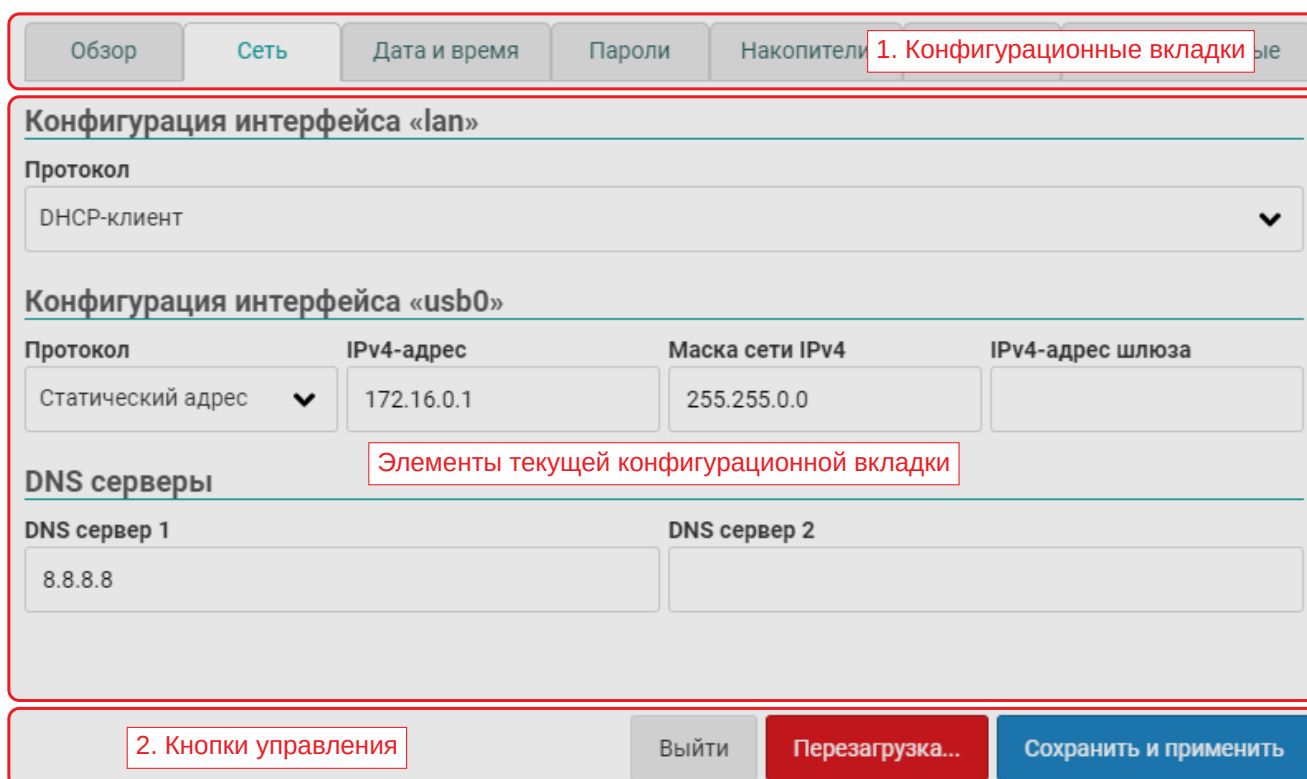 Обзор Сеть Дата и время Пароли Накопители 1. Конфигурационные вкладки
Конфигурация интерфейса «lan»
Протокол
DHCP-клиент
Конфигурация интерфейса «usb0»
Протокол IPv4-адрес Маска сети IPv4 IPv4-адрес шлюза
Статический адрес 172.16.0.1 255.255.0.0
Элементы текущей конфигурационной вкладки
DNS серверы
DNS сервер 1 DNS сервер 2
8.8.8.8
2. Кнопки управления Выйти Перезагрузка... Сохранить и применить